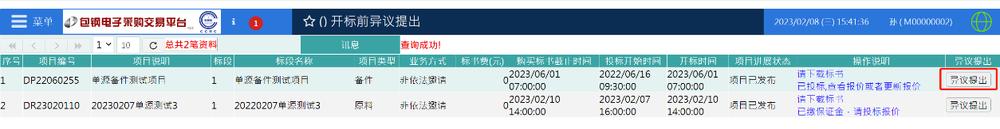 菜单 包钢电子采购交易平台 CCRC i 1 () 开标前异议提出 2023/02/08 (三) 15:41:36 孙 ( M00000002)
1 10 总共2笔资料 讯息 查询成功!
序号 项目编号 项目说明 标段 标段名称 项目类型 业务方式 标书费(元) 购买标书截止时间 投标开始时间 开标时间 项目进展状态 操作说明 异议提出
1 DP22060255 单源备件测试项目 1 单源备件测试项目 备件 非依法邀请 0 2023/06/01 07:00:00 2022/06/16 09:30:00 2023/06/01 07:00:00 项目已发布 请下载标书 已投标,查看报价或者更新报价 异议提出
2 DR23020110 20230207单源测试3 1 20220207单源测试3 原料 非依法邀请 0 2023/02/10 14:00:00 2023/02/07 16:00:00 2023/02/10 14:00:00 项目已发布 请下载标书 已缴保证金 - 请投标报价 异议提出